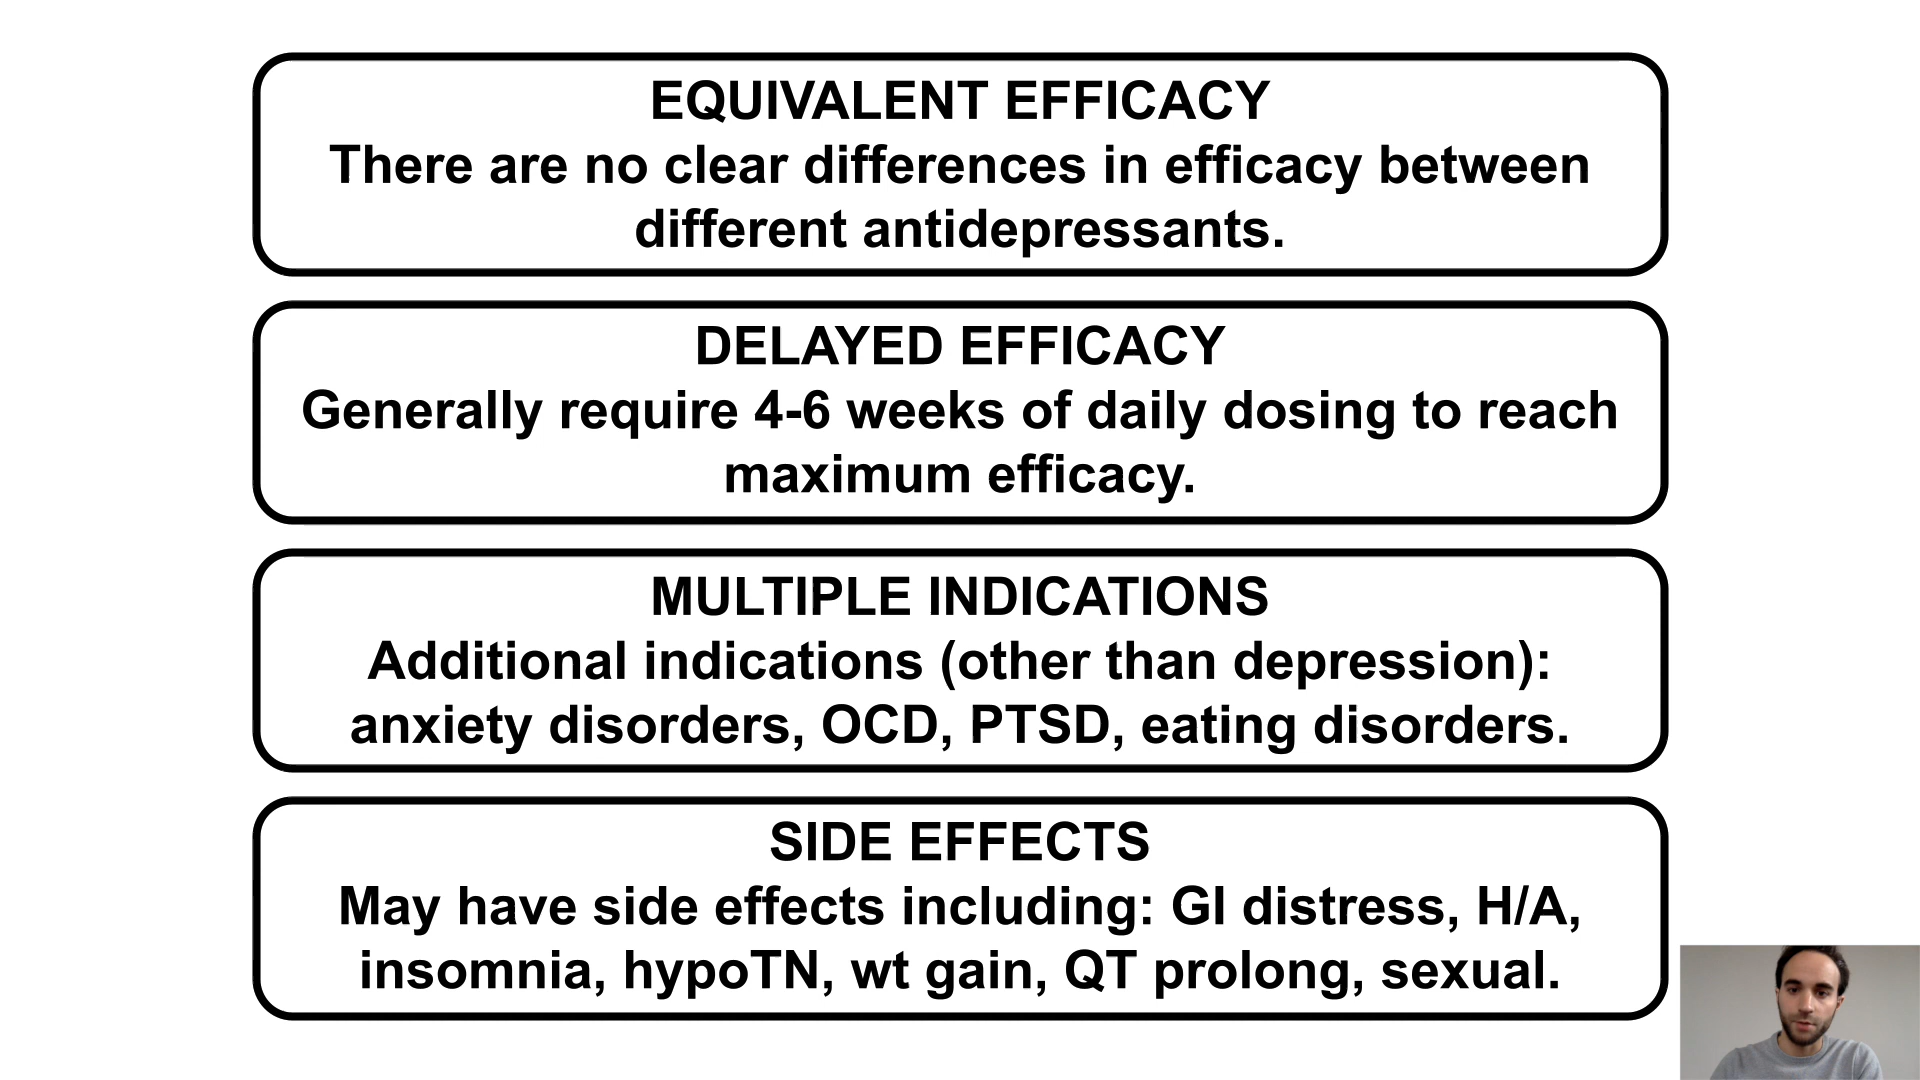 EQUIVALENT EFFICACY
There are no clear differences in efficacy between
different antidepressants.
DELAYED EFFICACY
Generally require 4-6 weeks of daily dosing to reach
maximum efficacy.
MULTIPLE INDICATIONS
Additional indications (other than depression):
anxiety disorders, OCD, PTSD, eating disorders.
SIDE EFFECTS
May have side effects including: GI distress, H/A,
insomnia, hypoTN, wt gain, QT prolong, sexual.